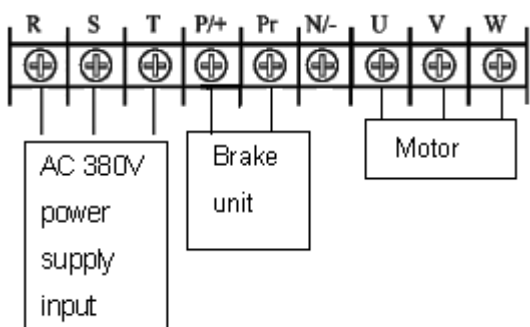 R S T P/+ Pr N/- U V W
AC 380V
power
supply
input
Brake
unit
Motor